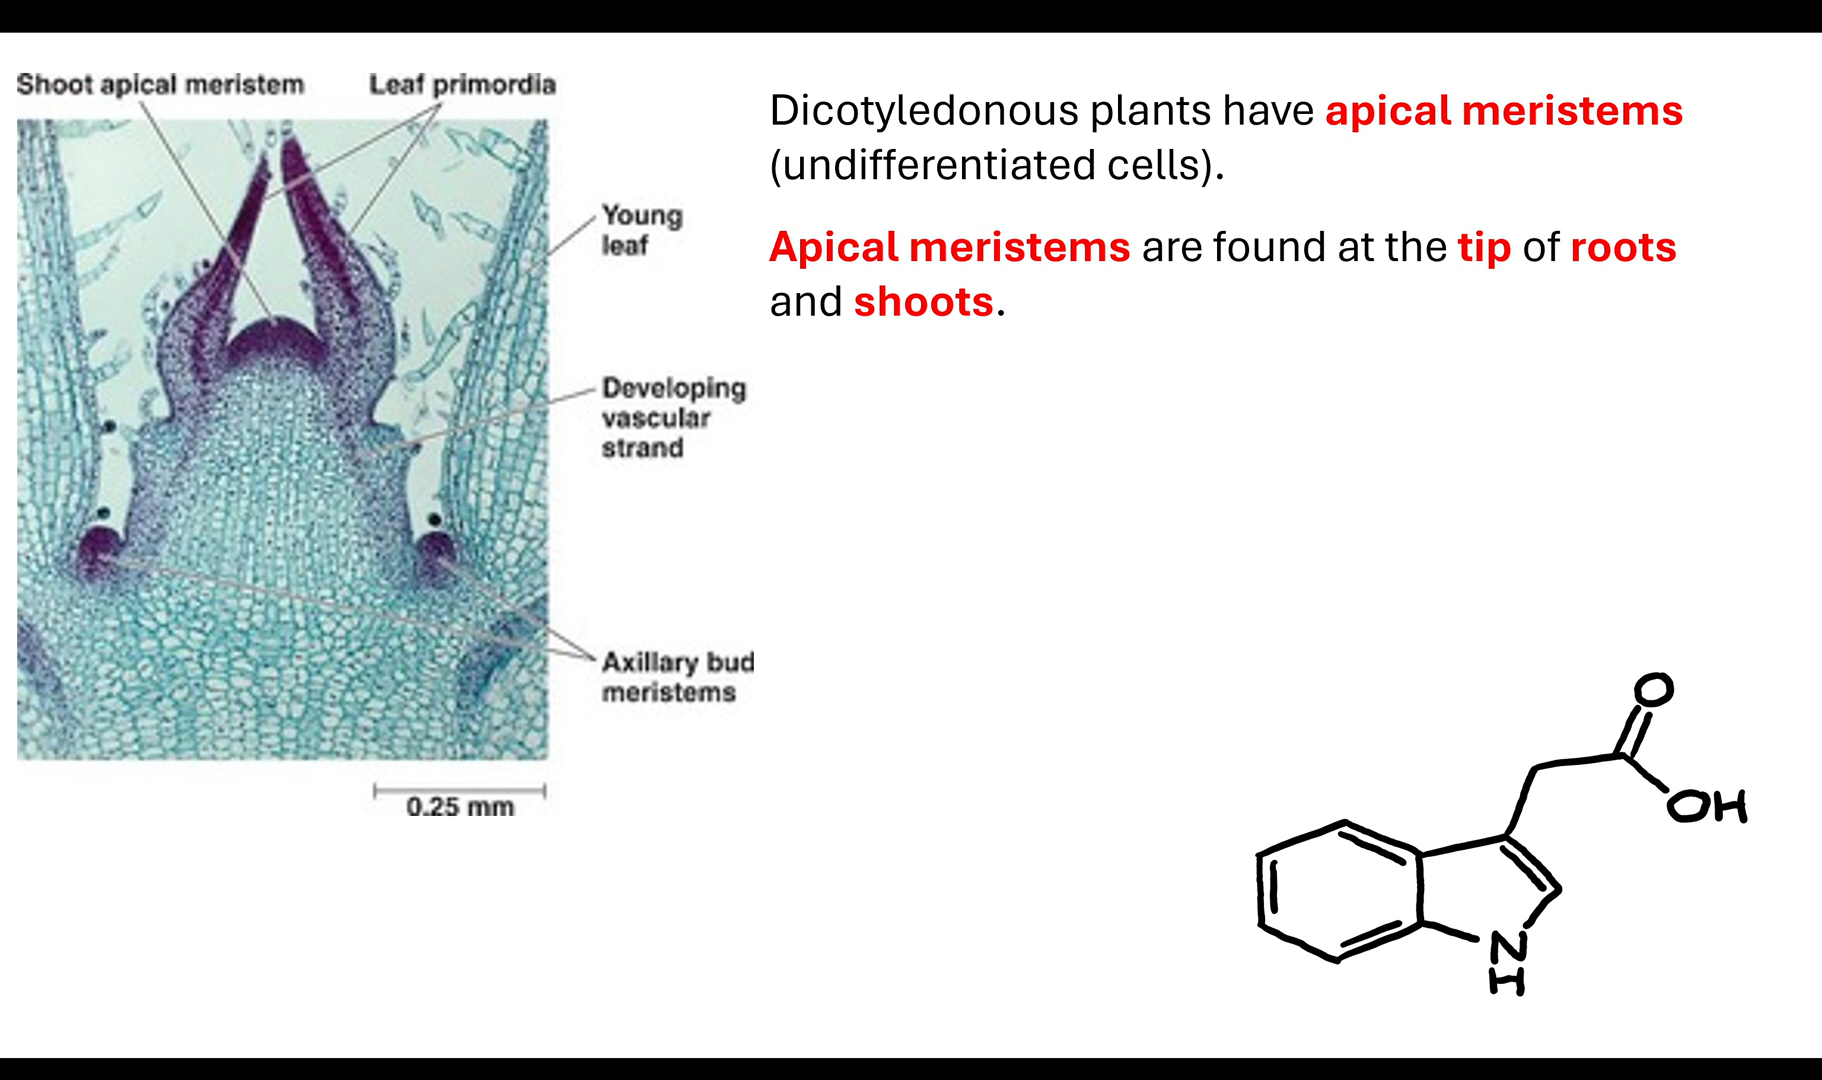 Shoot apical meristem
Leaf primordia
Dicotyledonous plants have apical meristems
(undifferentiated cells).
Apical meristems are found at the tip of roots
and shoots.
Young
leaf
Developing
vascular
strand
Axillary bud
meristems
0.25 mm
O
OH
N
H